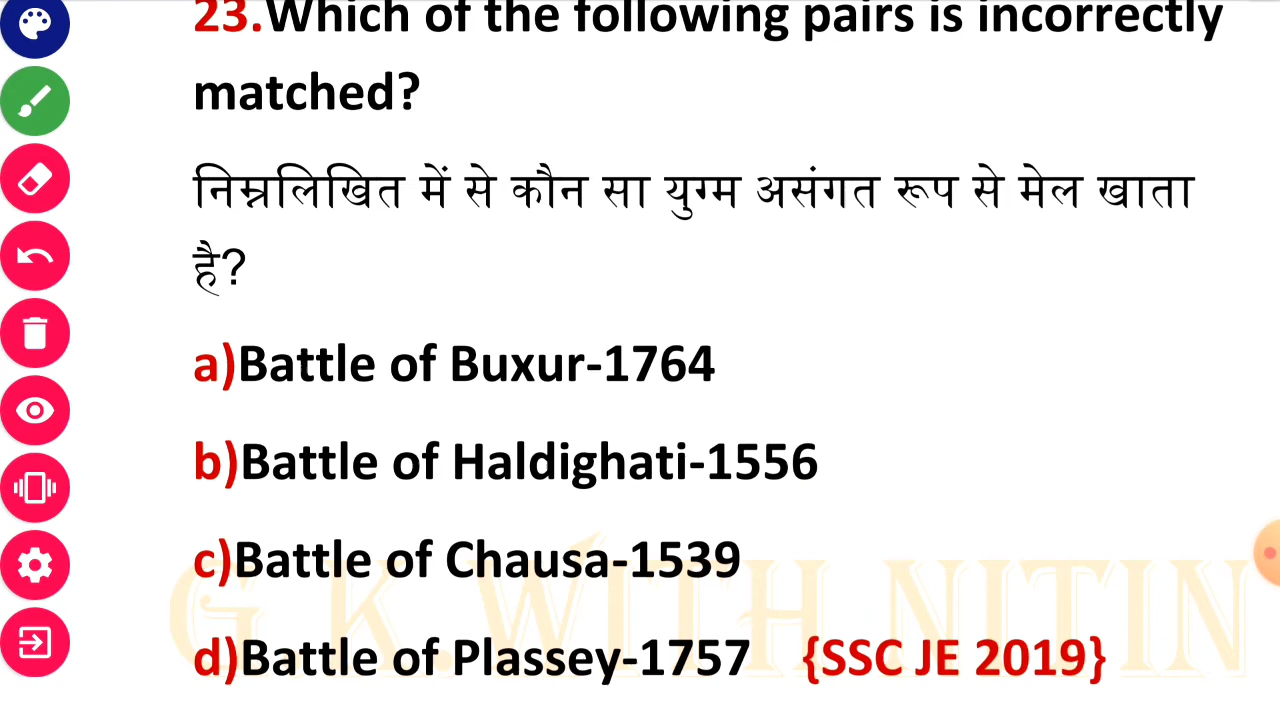 23.Which of the following pairs is incorrectly
matched?
निम्नलिखित में से कौन सा युग्म असंगत रूप से मेल खाता
है?
a)Battle of Buxur-1764
b)Battle of Haldighati-1556
c)Battle of Chausa-1539
G K WITH NITIN
d)Battle of Plassey-1757 {SSC JE 2019}